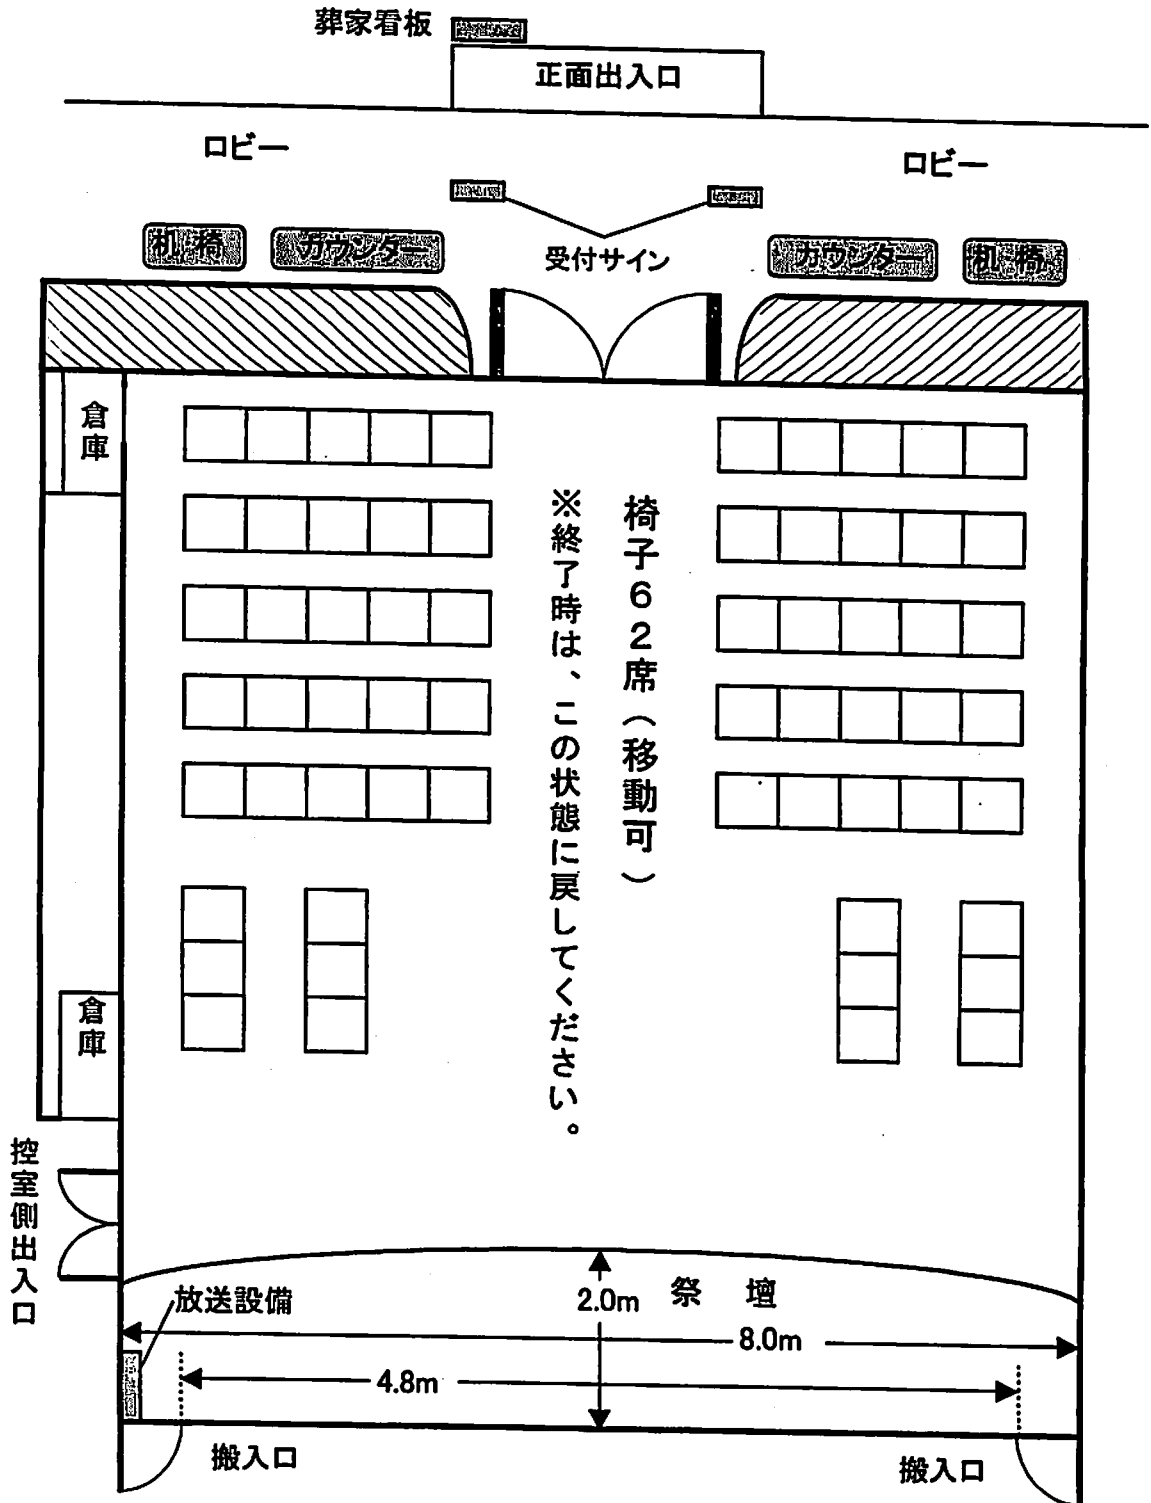 葬家看板
正面出入口
ロビー
ロビー
机 椅
カウンター
受付サイン
カウンター
机 椅
倉庫
椅子62席(移動可)
※終了時は、この状態に戻してください。
倉庫
控室側出入口
放送設備
2.0m
祭 壇
8.0m
4.8m
搬入口
搬入口